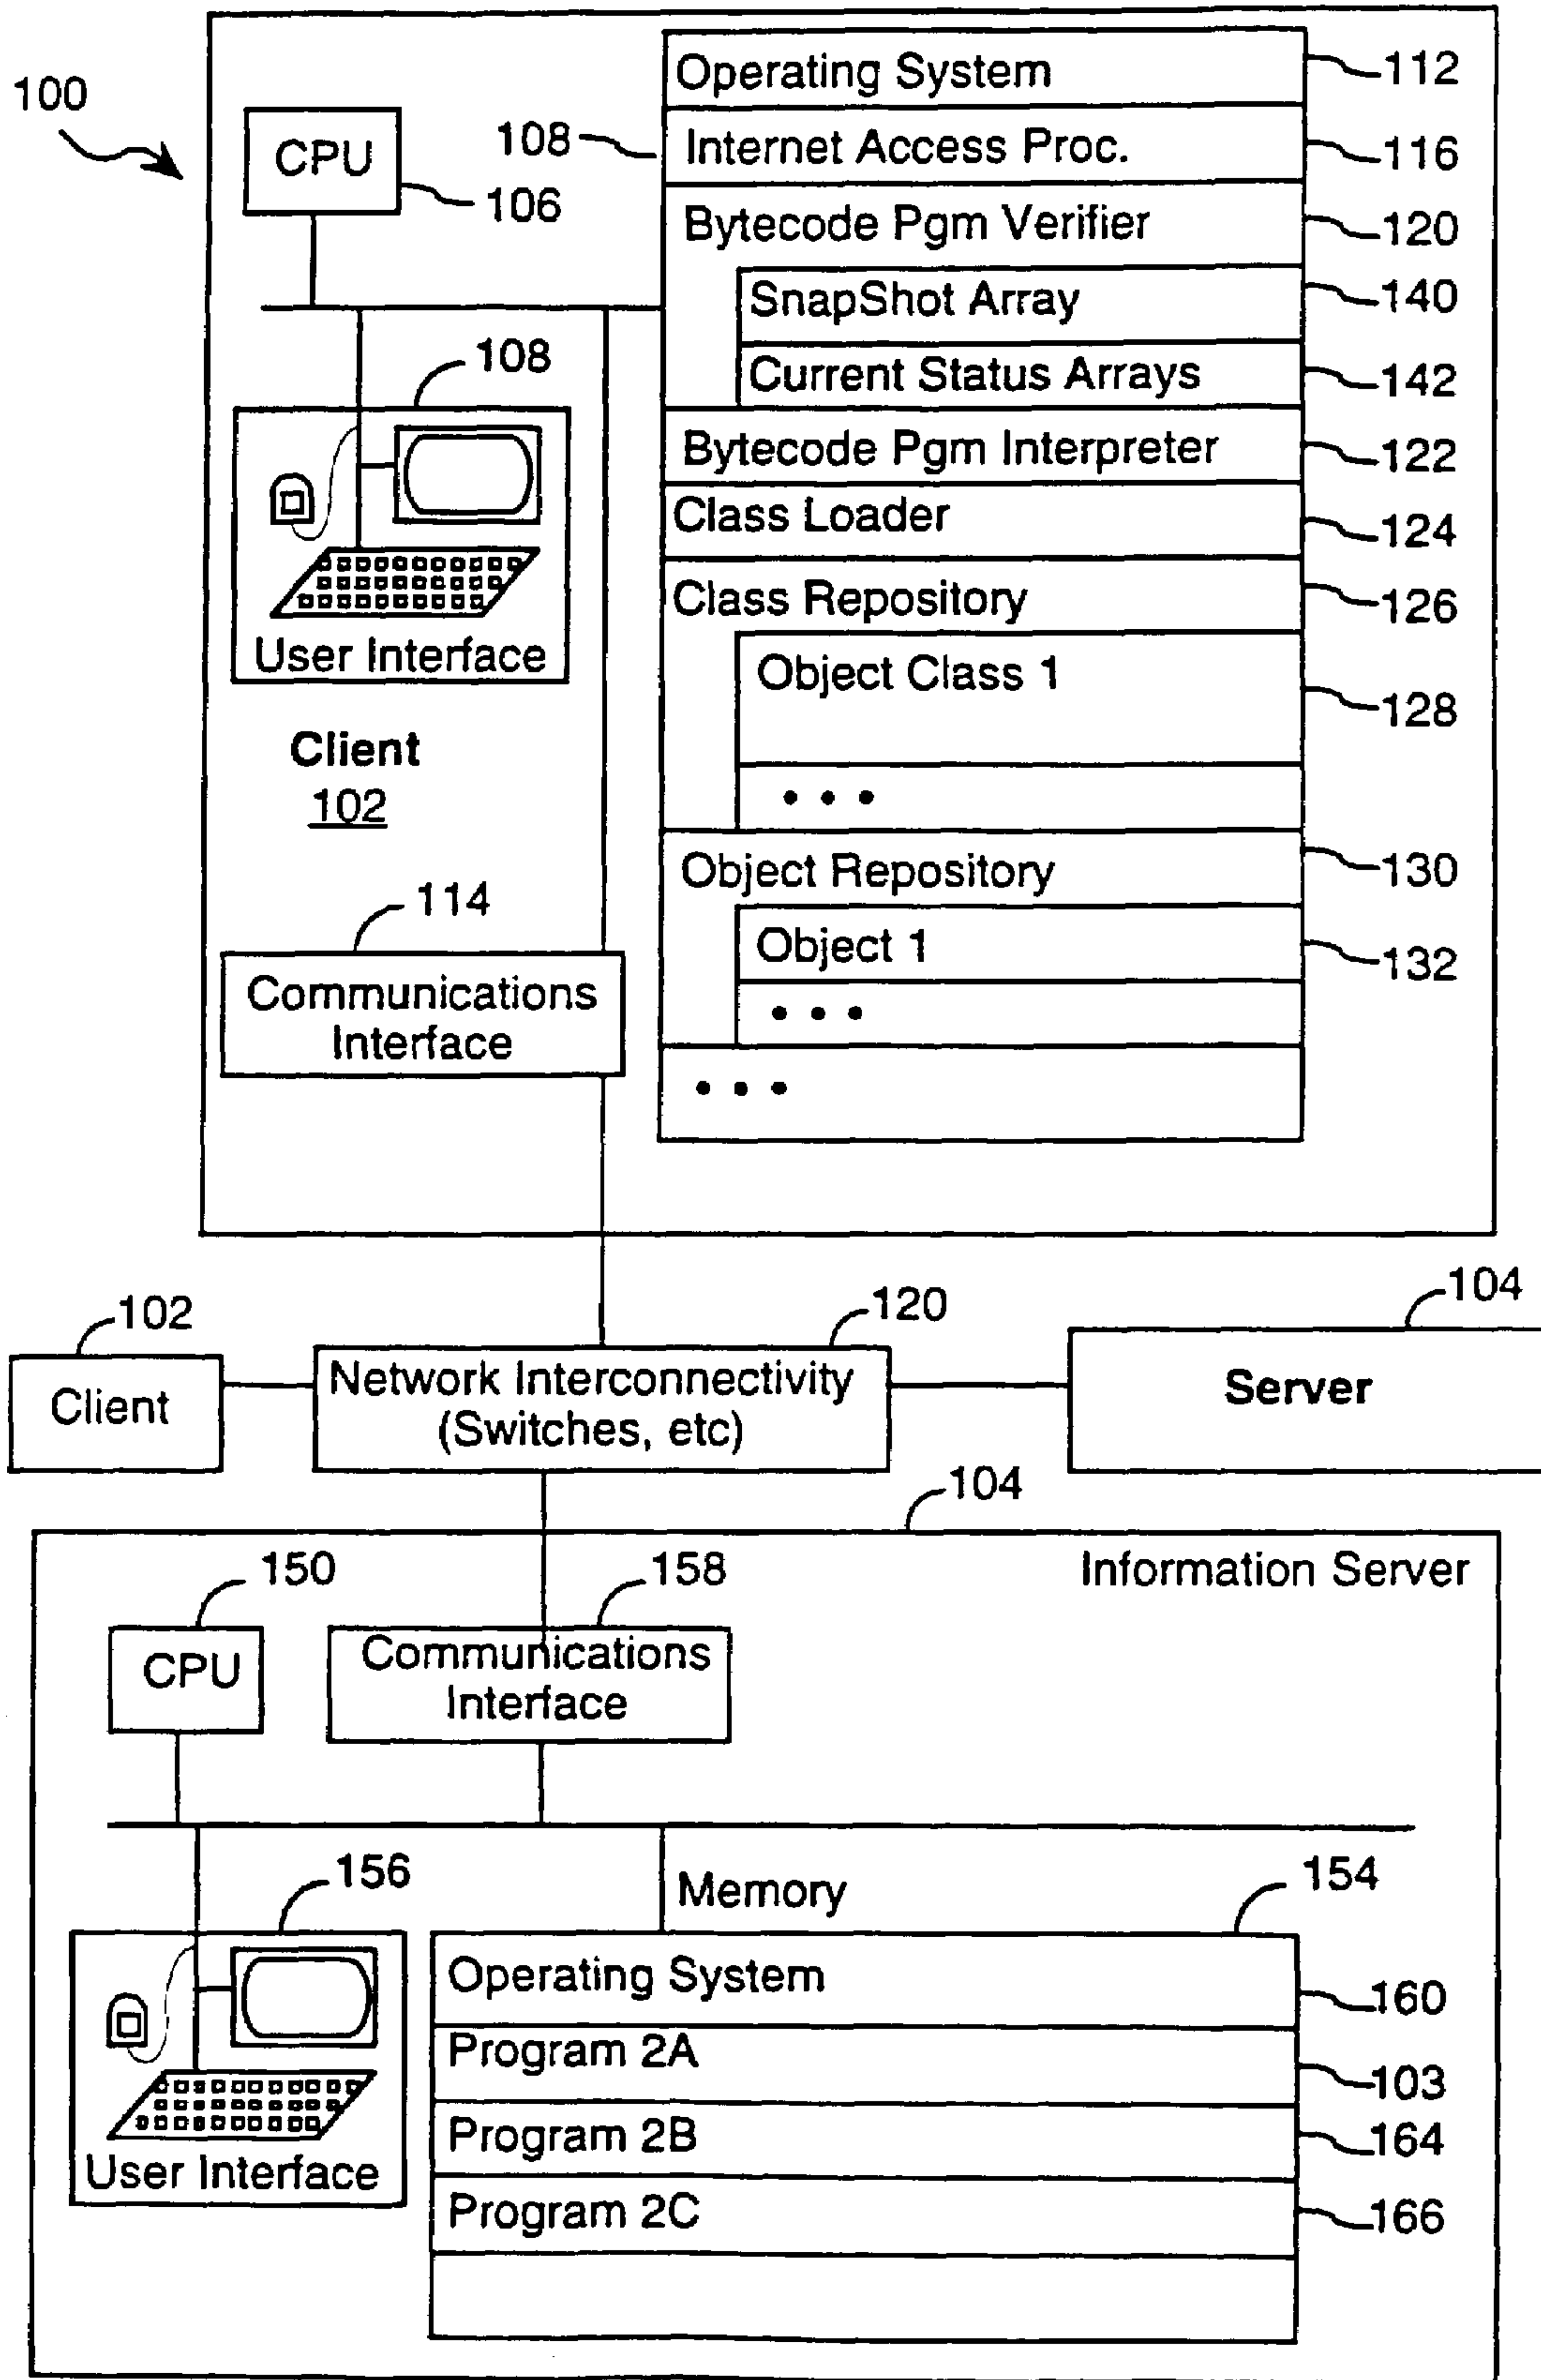 100
CPU
106
108
Operating System
112
Internet Access Proc.
116
Bytecode Pgm Verifier
120
SnapShot Array
140
Current Status Arrays
142
Bytecode Pgm Interpreter
122
Class Loader
124
Class Repository
126
Object Class 1
128
• • •
Object Repository
130
Object 1
132
• • •
• • •
108
User Interface
Client
102
114
Communications
Interface
102
Client
120
Network Interconnectivity
(Switches, etc)
104
Server
104
Information Server
150
CPU
158
Communications
Interface
156
User Interface
Memory
154
Operating System
160
Program 2A
103
Program 2B
164
Program 2C
166